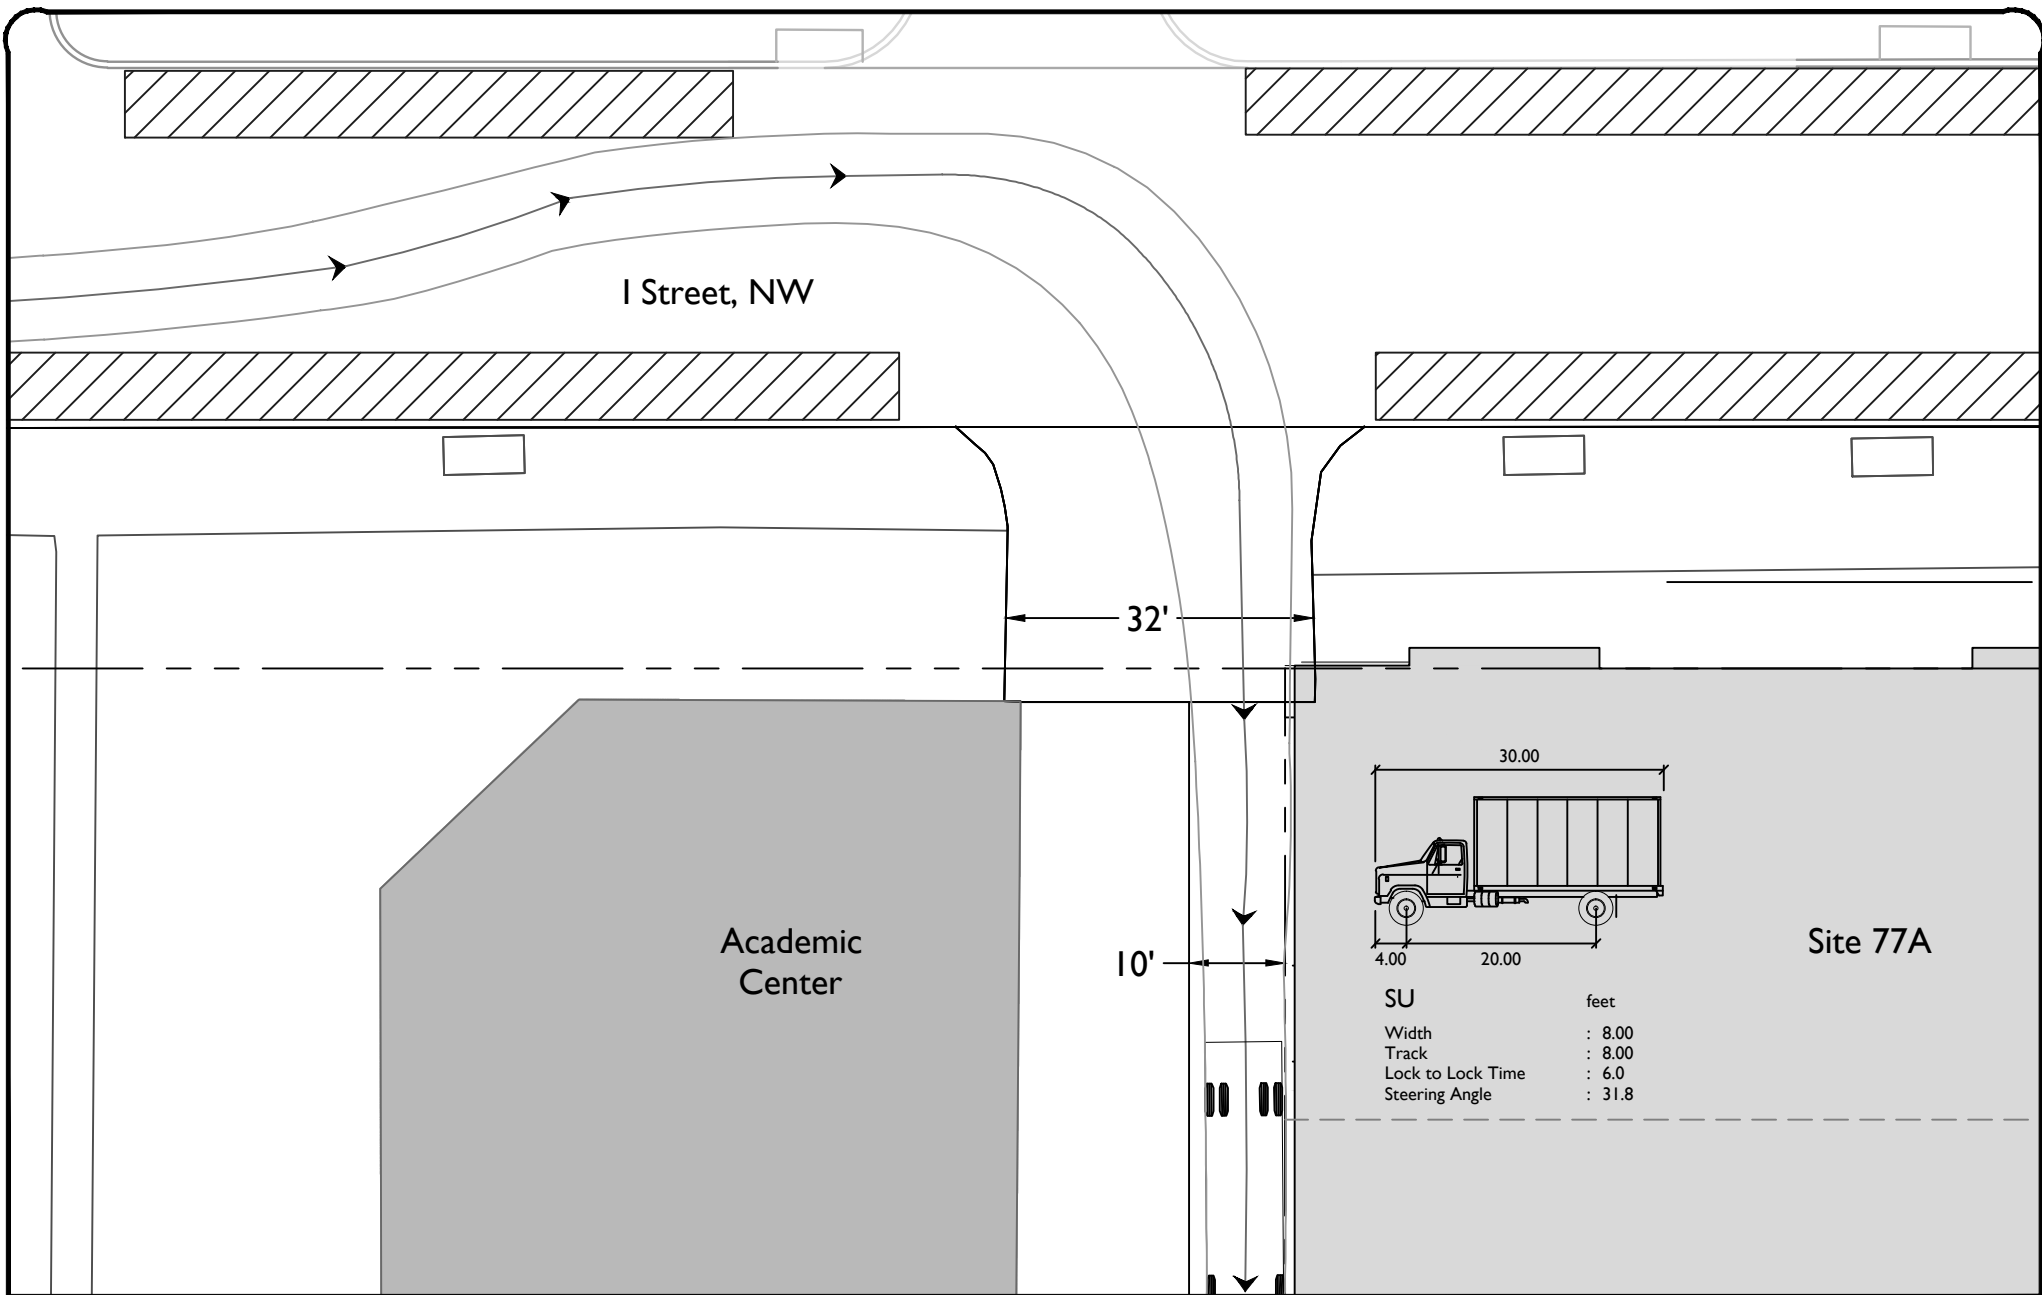 I Street, NW
32'
30.00
Academic
Center
10'
4.00 20.00
Site 77A
SU feet
Width : 8.00
Track : 8.00
Lock to Lock Time : 6.0
Steering Angle : 31.8